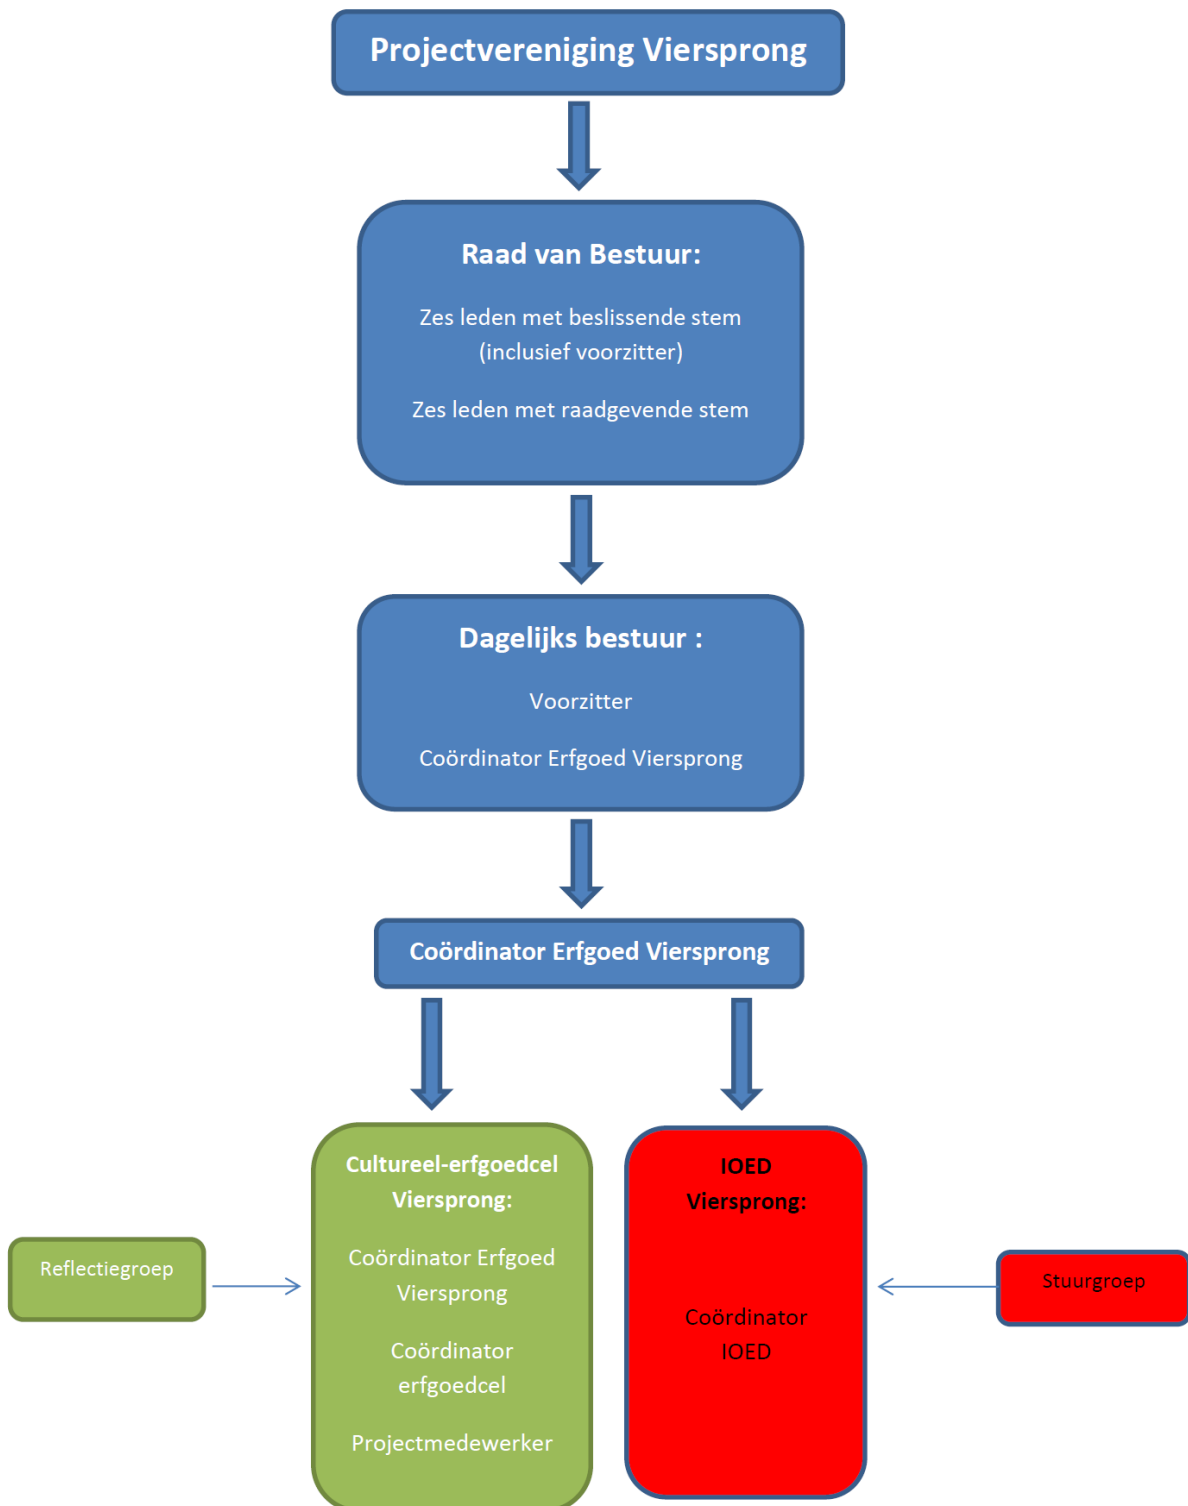 Projectvereniging Viersprong
Raad van Bestuur:
Zes leden met beslissende stem
(inclusief voorzitter)
Zes leden met raadgevende stem
Dagelijks bestuur :
Voorzitter
Coördinator Erfgoed Viersprong
Coördinator Erfgoed Viersprong
Cultureel-erfgoedcel
Viersprong:
Coördinator Erfgoed
Viersprong
Coördinator
erfgoedcel
Projectmedewerker
IOED
Viersprong:
Coördinator
IOED
Reflectiegroep
Stuurgroep